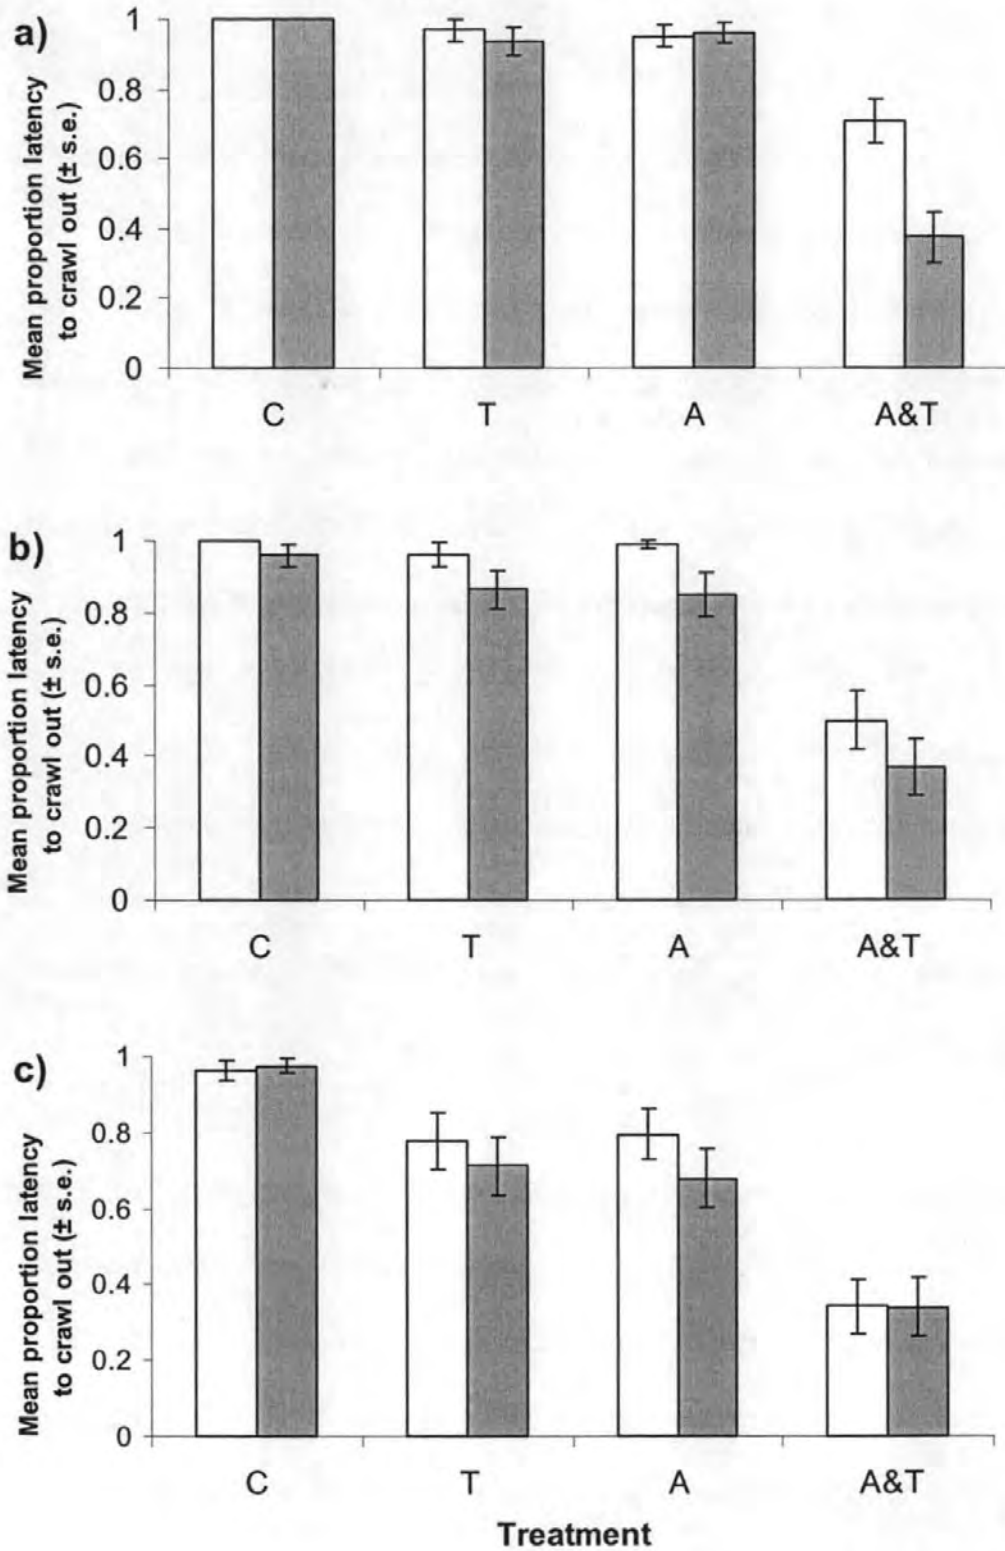 a)
Mean proportion latency
to crawl out (± s.e.)
1
0.8
0.6
0.4
0.2
0
C T A A&T
b)
Mean proportion latency
to crawl out (± s.e.)
1
0.8
0.6
0.4
0.2
0
C T A A&T
c)
Mean proportion latency
to crawl out (± s.e.)
1
0.8
0.6
0.4
0.2
0
C T A A&T
Treatment